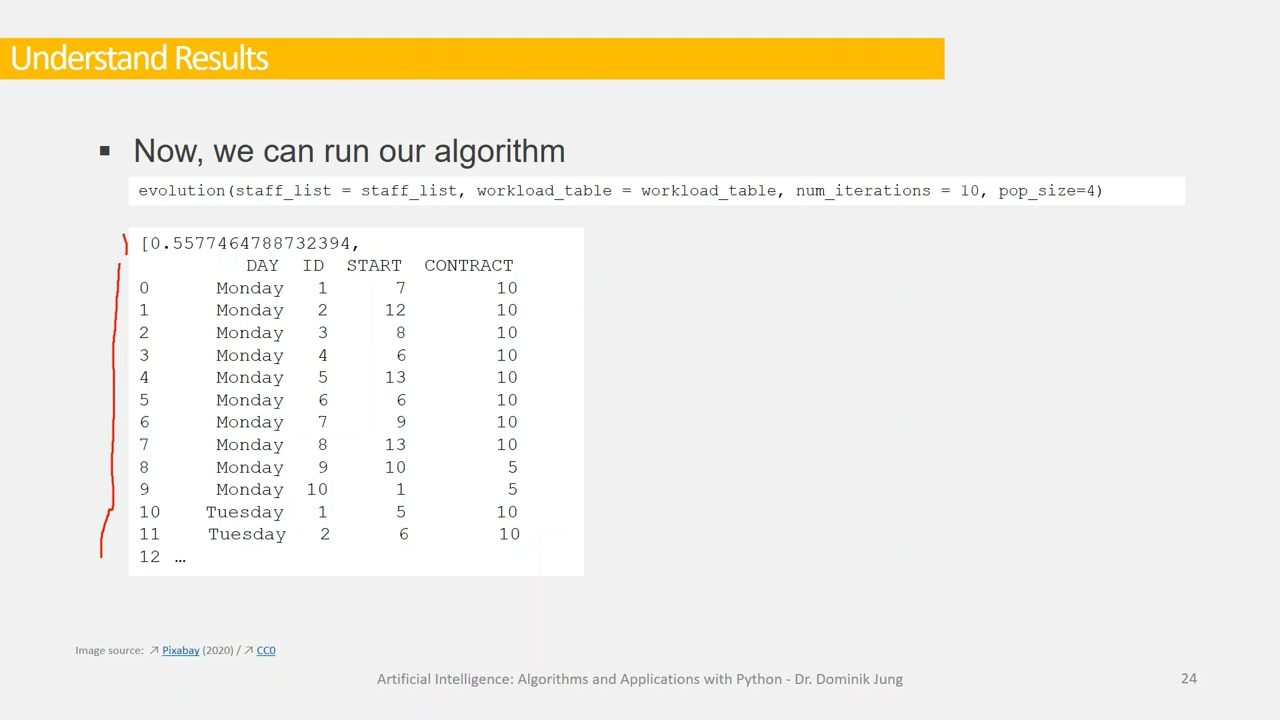 Understand Results
▪ Now, we can run our algorithm
evolution(staff_list = staff_list, workload_table = workload_table, num_iterations = 10, pop_size=4)
[0.5577464788732394,
DAY ID START CONTRACT
0 Monday 1 7 10
1 Monday 2 12 10
2 Monday 3 8 10
3 Monday 4 6 10
4 Monday 5 13 10
5 Monday 6 6 10
6 Monday 7 9 10
7 Monday 8 13 10
8 Monday 9 10 5
9 Monday 10 1 5
10 Tuesday 1 5 10
11 Tuesday 2 6 10
12 …
Image source: ↗ Pixabay (2020) / ↗ CC0
Artificial Intelligence: Algorithms and Applications with Python - Dr. Dominik Jung
24